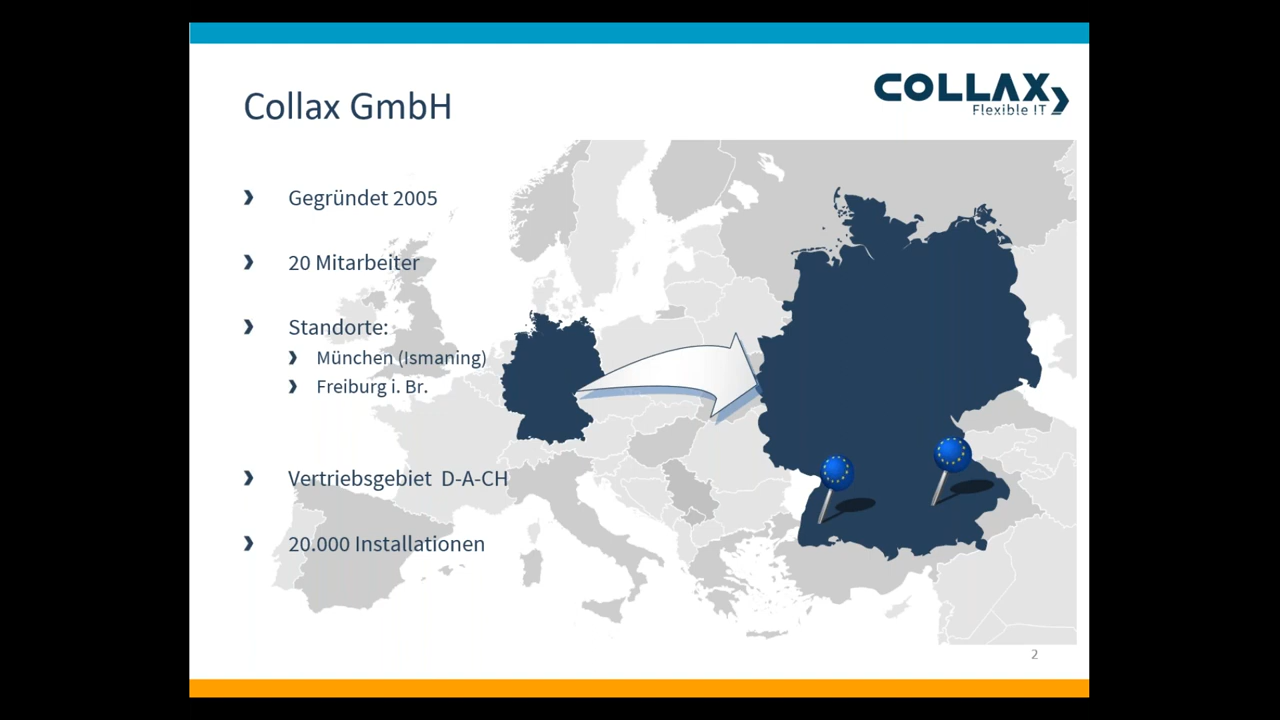 Collax GmbH
COLLAX
Flexible IT
Gegründet 2005
20 Mitarbeiter
Standorte:
München (Ismaning)
Freiburg i. Br.
Vertriebsgebiet D-A-CH
20.000 Installationen
2